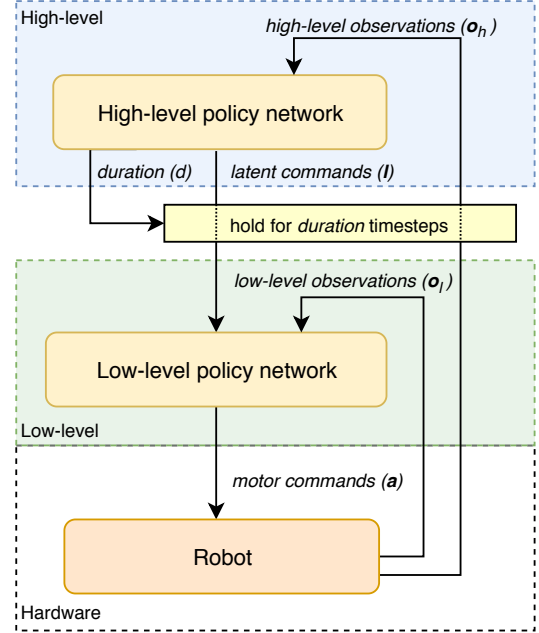 High-level
high-level observations (oh)
High-level policy network
duration (d)
latent commands (l)
hold for duration timesteps
low-level observations (ol)
Low-level policy network
Low-level
motor commands (a)
Robot
Hardware